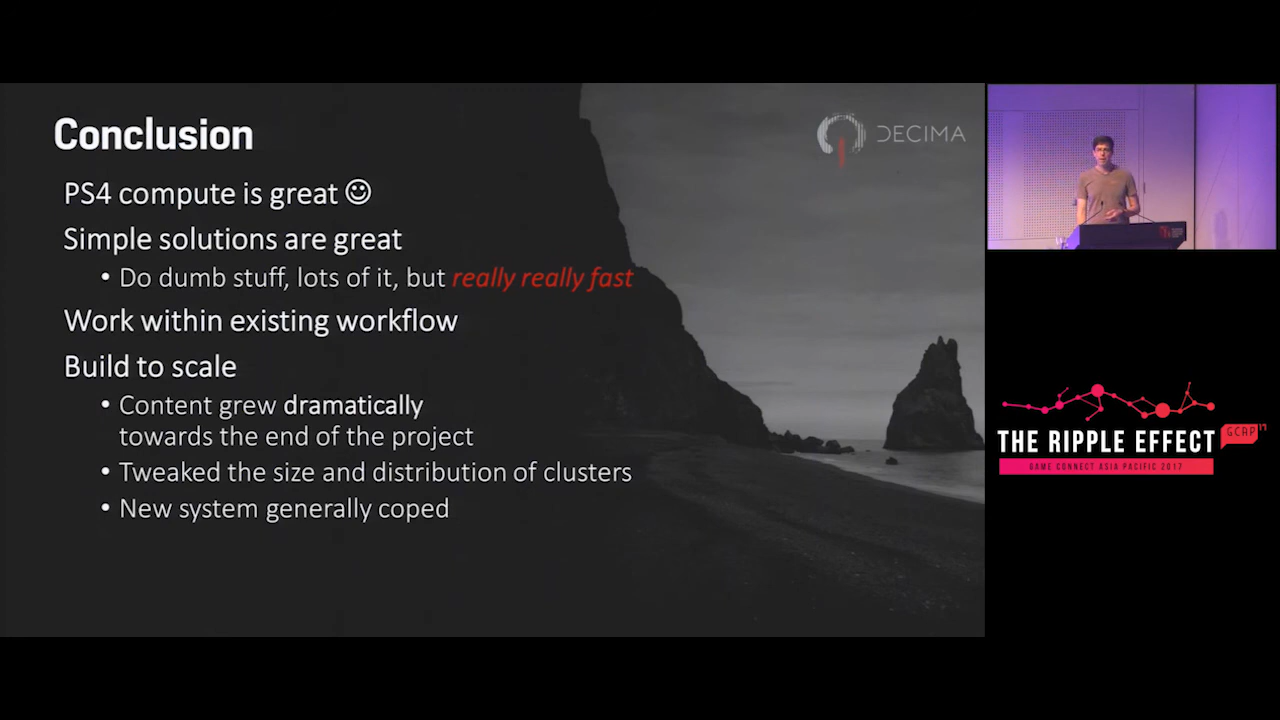 Conclusion
DECIMA
PS4 compute is great ☺
Simple solutions are great
• Do dumb stuff, lots of it, but really really fast
Work within existing workflow
Build to scale
• Content grew dramatically
towards the end of the project
• Tweaked the size and distribution of clusters
• New system generally coped
THE RIPPLE EFFECT
GCAP17
GAME CONNECT ASIA PACIFIC 2017